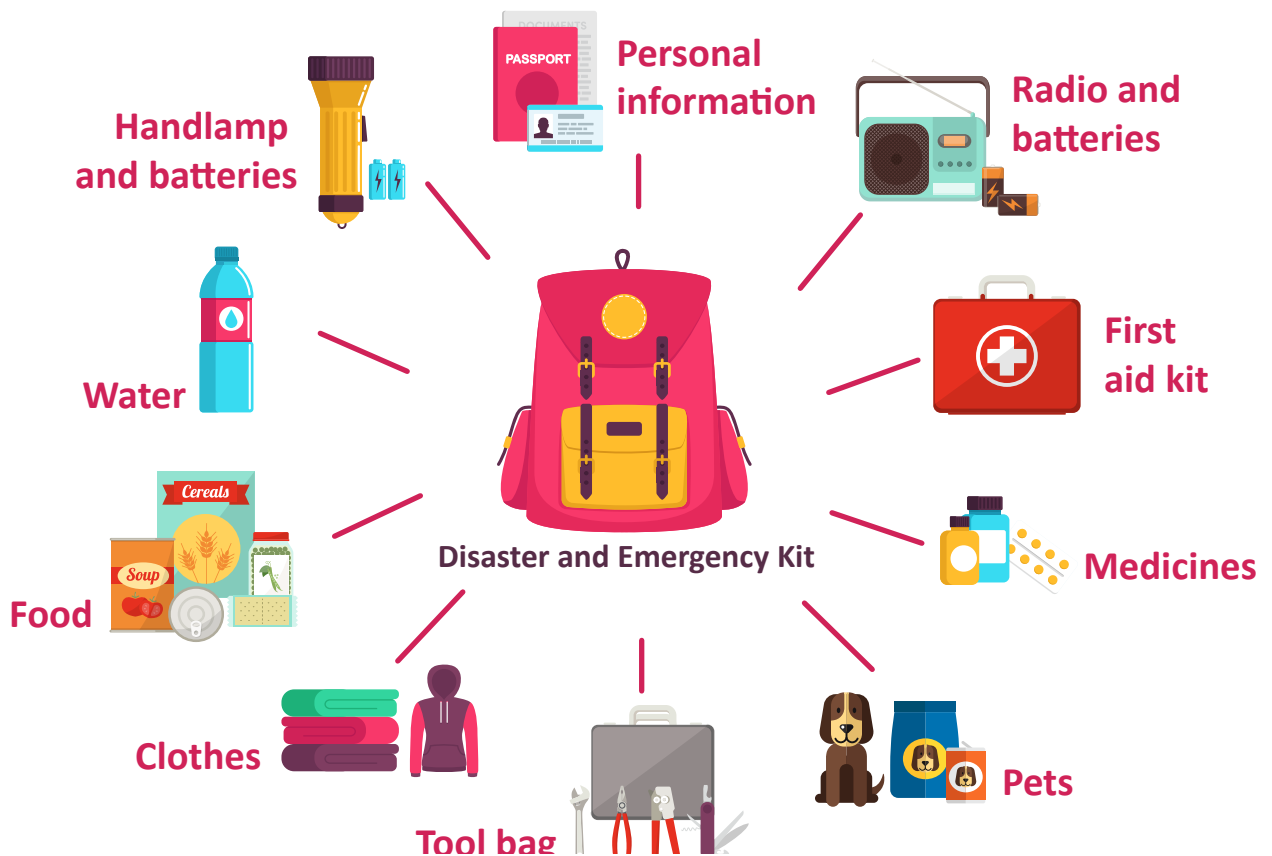 DOCUMENTS
PASSPORT
Personal
information
Radio and
batteries
Handlamp
and batteries
First
aid kit
Water
Cereals
Soup
Disaster and Emergency Kit
Medicines
Food
Clothes
Pets
Tool bag